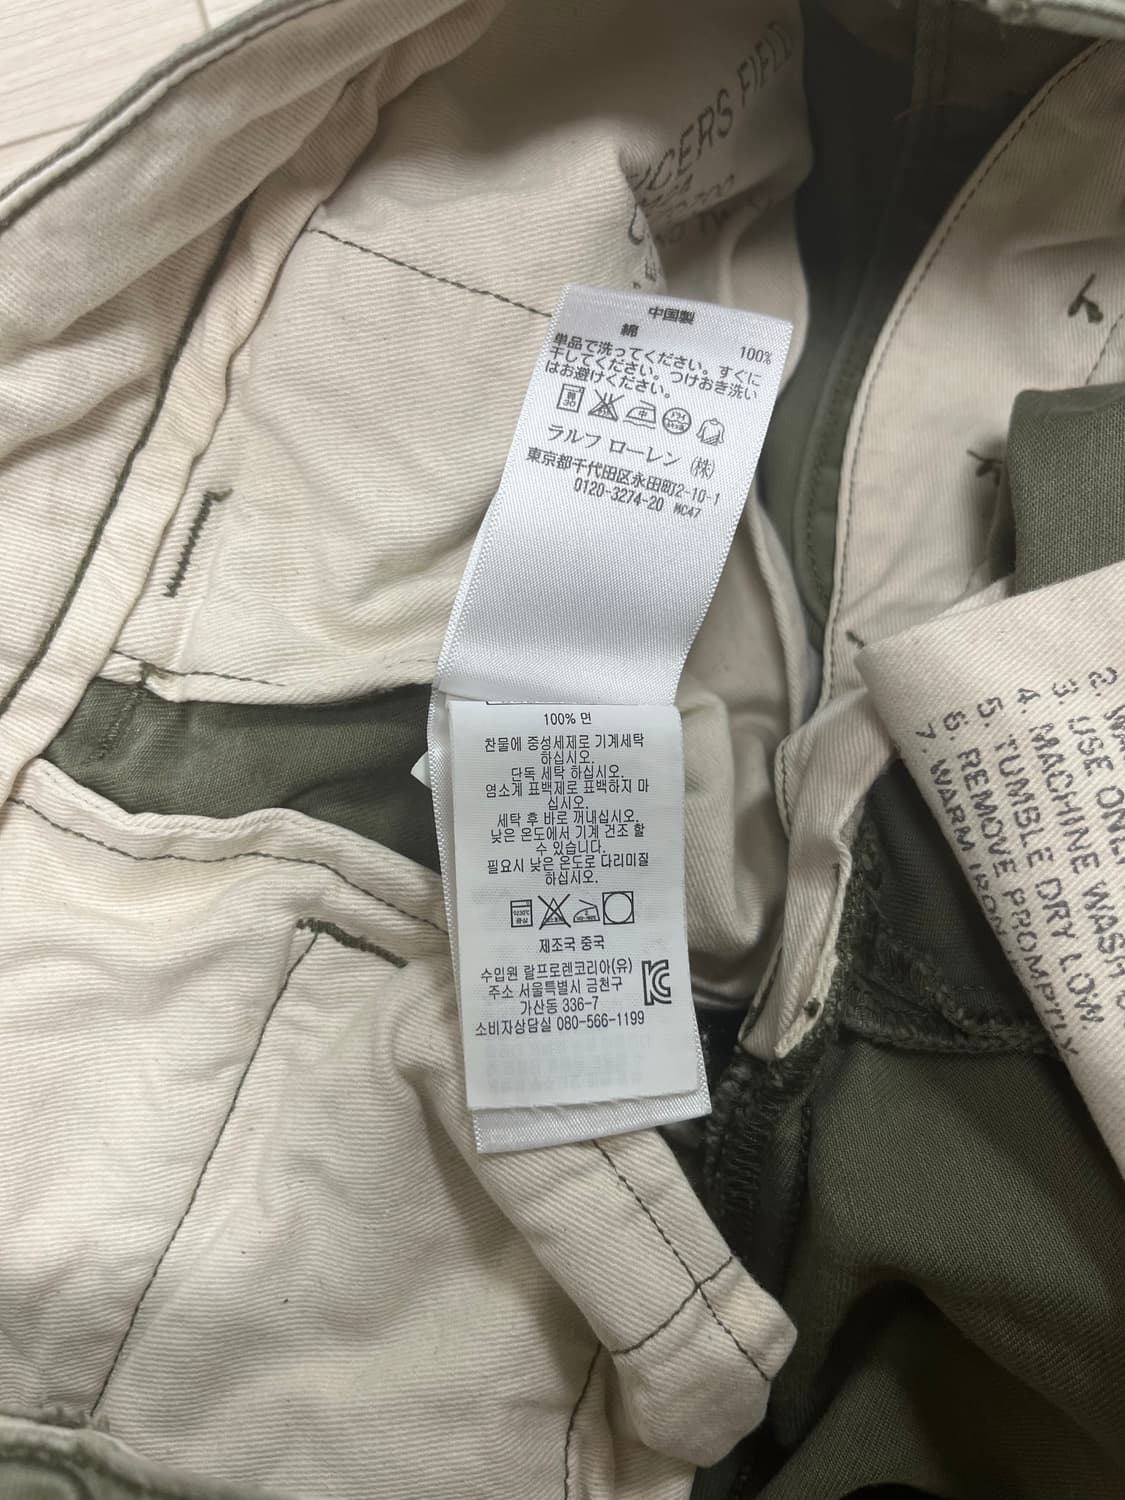 ICERS FIELD
中国製
綿 100%
単品で洗ってください。すぐに
干してください。つけおき洗い
はお避けください。
中
ドライ
ラルフ ローレン (株)
東京都千代田区永田町2-10-1
0120-3274-20 MC47
100% 면
찬물에 중성세제로 기계세탁
하십시오.
단독 세탁 하십시오.
염소계 표백제로 표백하지 마
십시오.
세탁 후 바로 꺼내십시오.
낮은 온도에서 기계 건조 할
수 있습니다.
필요시 낮은 온도로 다리미질
하십시오.
제조국 중국
수입원 랄프로렌코리아(유)
주소 서울특별시 금천구
가산동 336-7
소비자상담실 080-566-1199
2. WA
3. USE ONLY
4. MACHINE WASH
5. TUMBLE DRY LOW.
6. REMOVE PROMPTLY
7. WARM IRON